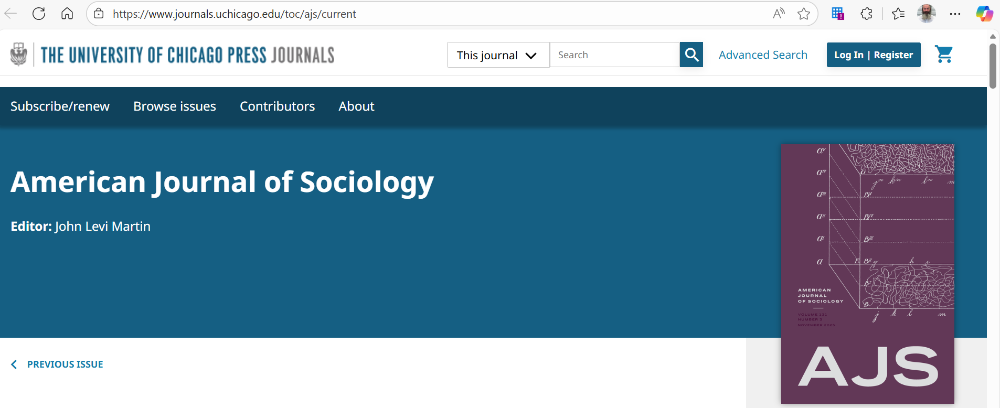 https://www.journals.uchicago.edu/toc/ajs/current
THE UNIVERSITY OF CHICAGO PRESS JOURNALS
This journal
Search
Advanced Search
Log In | Register
Subscribe/renew
Browse issues
Contributors
About
American Journal of Sociology
Editor: John Levi Martin
PREVIOUS ISSUE
AMERICAN
JOURNAL
OF SOCIOLOGY
VOLUME 131
NUMBER 3
NOVEMBER 2025
AJS